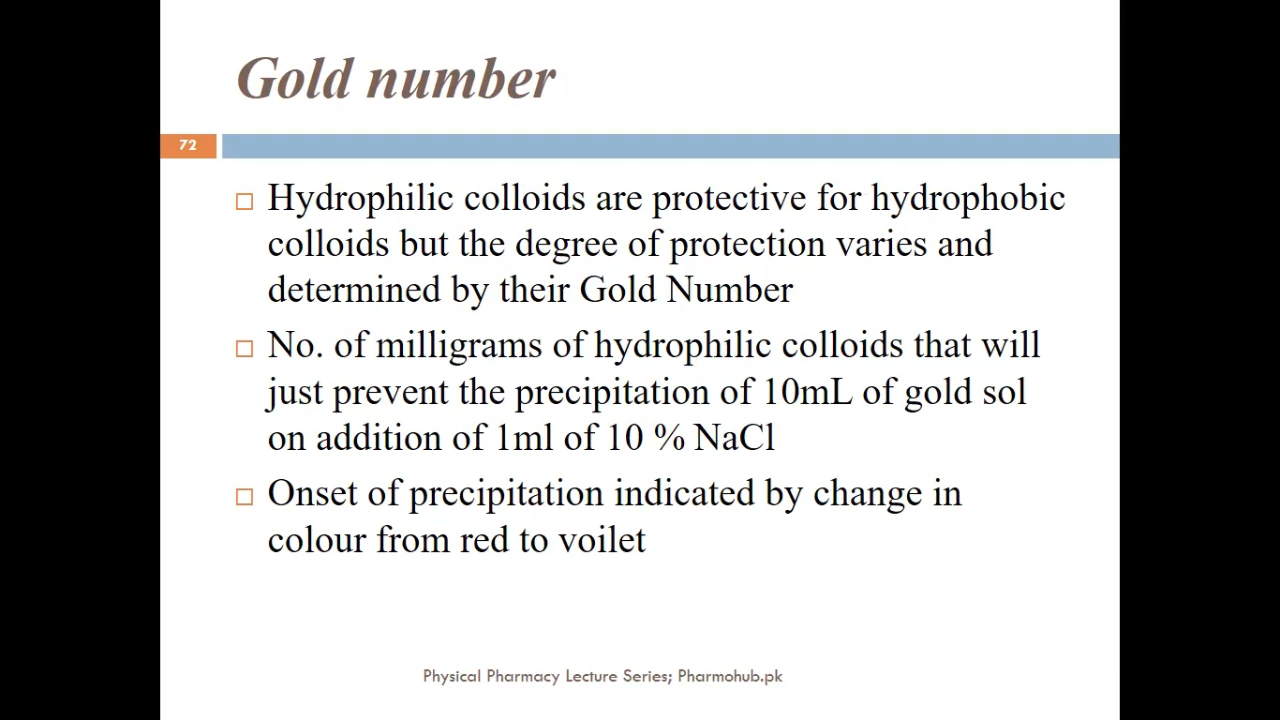 Gold number
72
Hydrophilic colloids are protective for hydrophobic
colloids but the degree of protection varies and
determined by their Gold Number
No. of milligrams of hydrophilic colloids that will
just prevent the precipitation of 10mL of gold sol
on addition of 1ml of 10 % NaCl
Onset of precipitation indicated by change in
colour from red to voilet
Physical Pharmacy Lecture Series; Pharmohub.pk